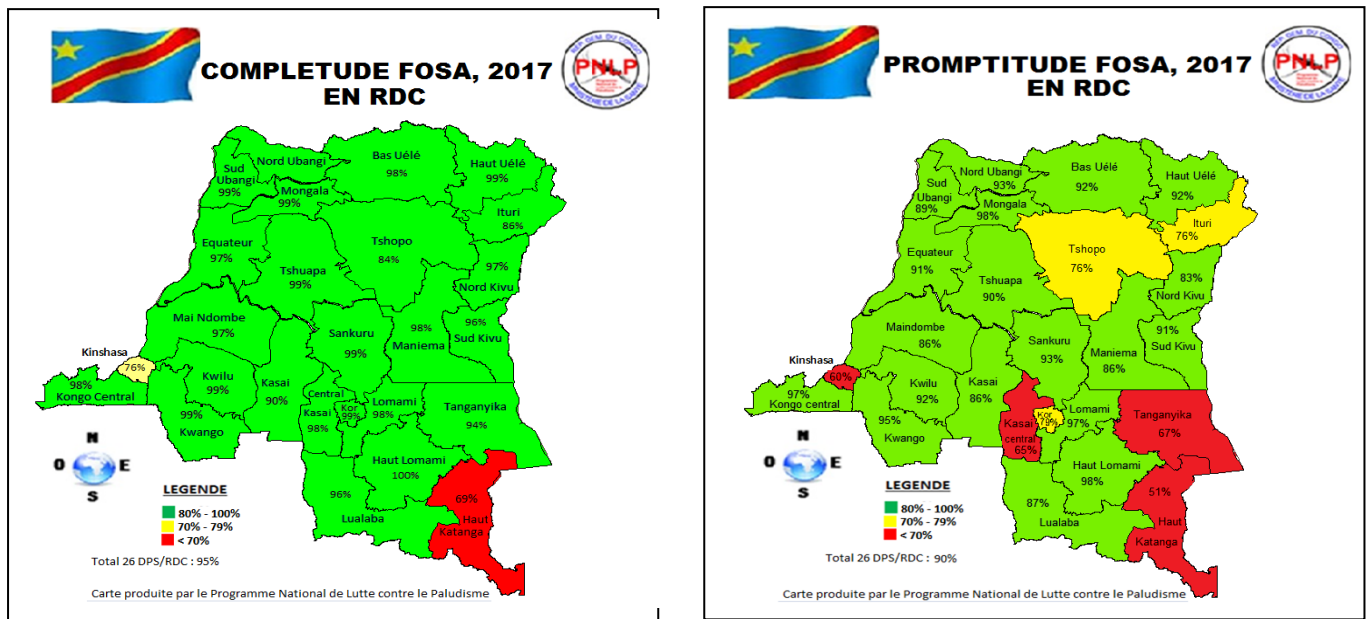 COMPLETUDE FOSA, 2017
EN RDC
PNLP
Bas Uélé
98%
Nord Ubangi
Haut Uélé
99%
Sud
Ubangi
99%
Mongala
99%
Ituri
86%
Equateur
97%
Tshopo
84%
Tshuapa
99%
97%
Nord Kivu
Mai Ndombe
97%
Sankuru
99%
98%
Maniema
96%
Sud Kivu
Kinshasa
76%
98%
Kongo Central
Kwilu
99%
Kasai
90%
Central
Kasai
98%
Kor
99%
Lomami
98%
Tanganyika
94%
99%
Kwango
Haut Lomami
100%
96%
Lualaba
69%
Haut
Katanga
N
O E
S
LEGENDE
80% - 100%
70% - 79%
< 70%
Total 26 DPS/RDC : 95%
Carte produite par le Programme National de Lutte contre le Paludisme
PROMPTITUDE FOSA, 2017
EN RDC
PNLP
Bas Uélé
92%
Nord Ubangi
93%
Haut Uélé
92%
Sud
Ubangi
89%
Mongala
98%
Ituri
76%
Equateur
91%
Tshopo
76%
Tshuapa
90%
83%
Nord Kivu
Maindombe
86%
Sankuru
93%
Maniema
86%
91%
Sud Kivu
Kinshasa
60%
97%
Kongo central
Kwilu
92%
Kasai
86%
Kasai
central
65%
Kor
79%
Lomami
97%
Tanganyika
67%
95%
Kwango
Haut Lomami
98%
87%
Lualaba
51%
Haut
Katanga
N
O E
S
LEGENDE
80% - 100%
70% - 79%
< 70%
Total 26 DPS/RDC : 90%
Carte produite par le Programme National de Lutte contre le Paludisme